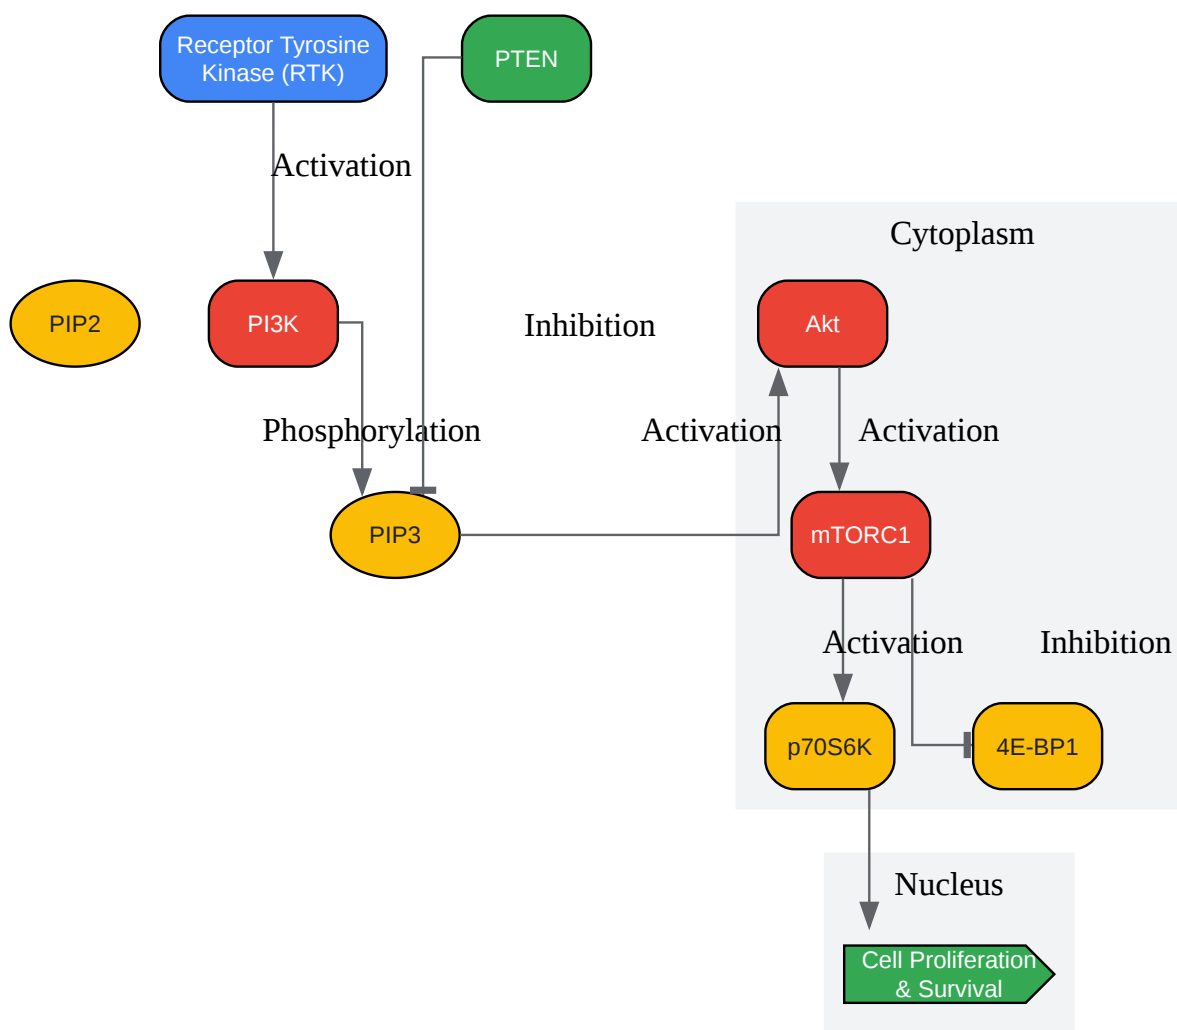 Receptor Tyrosine
Kinase (RTK)
PTEN
Activation
Cytoplasm
PIP2
PI3K
Inhibition
Akt
Phosphorylation
Activation
Activation
PIP3
mTORC1
Activation
Inhibition
p70S6K
4E-BP1
Nucleus
Cell Proliferation
& Survival